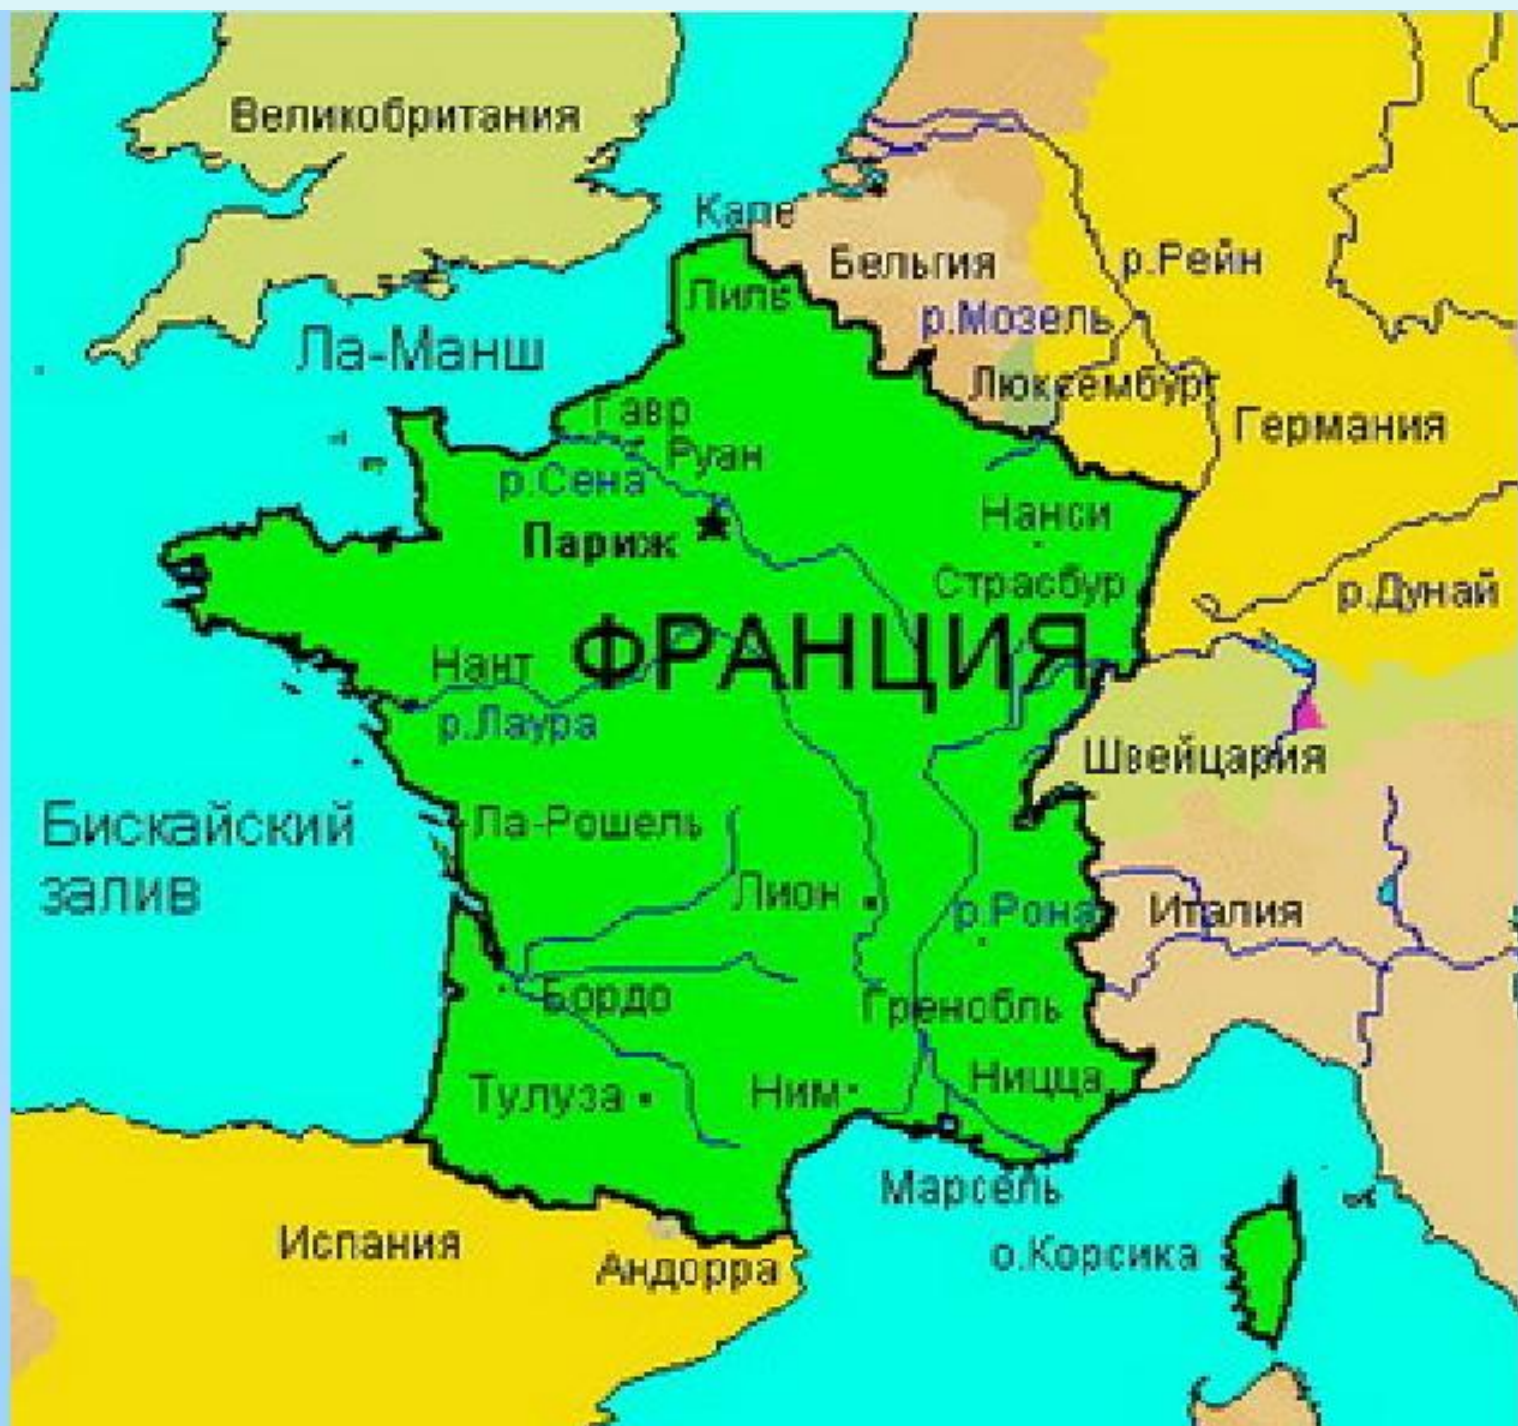 Великобритания
Кале
Бельгия
р.Рейн
Лилль
р.Мозель
Ла-Манш
Люксембург
Гавр
Германия
Руан
р.Сена
Нанси
Париж
Страсбур
р.Дунай
ФРАНЦИЯ
Нант
р.Лаура
Швейцария
Бискайский
залив
Ла-Рошель
Лион
р.Рона
Италия
Бордо
Гренобль
Тулуза
Ним
Ницца
Марсель
Испания
Андорра
о.Корсика